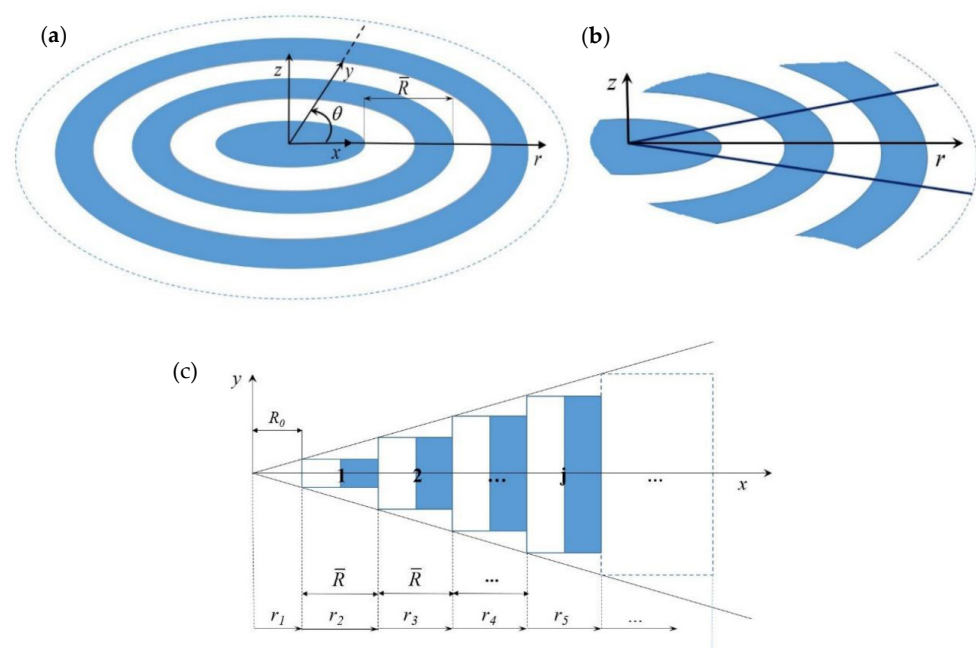 (a)
z
y
R̅
θ
x
r
(b)
z
r
(c)
y
R₀
1
2
...
j
...
x
R̅
R̅
...
r₁
r₂
r₃
r₄
r₅
...